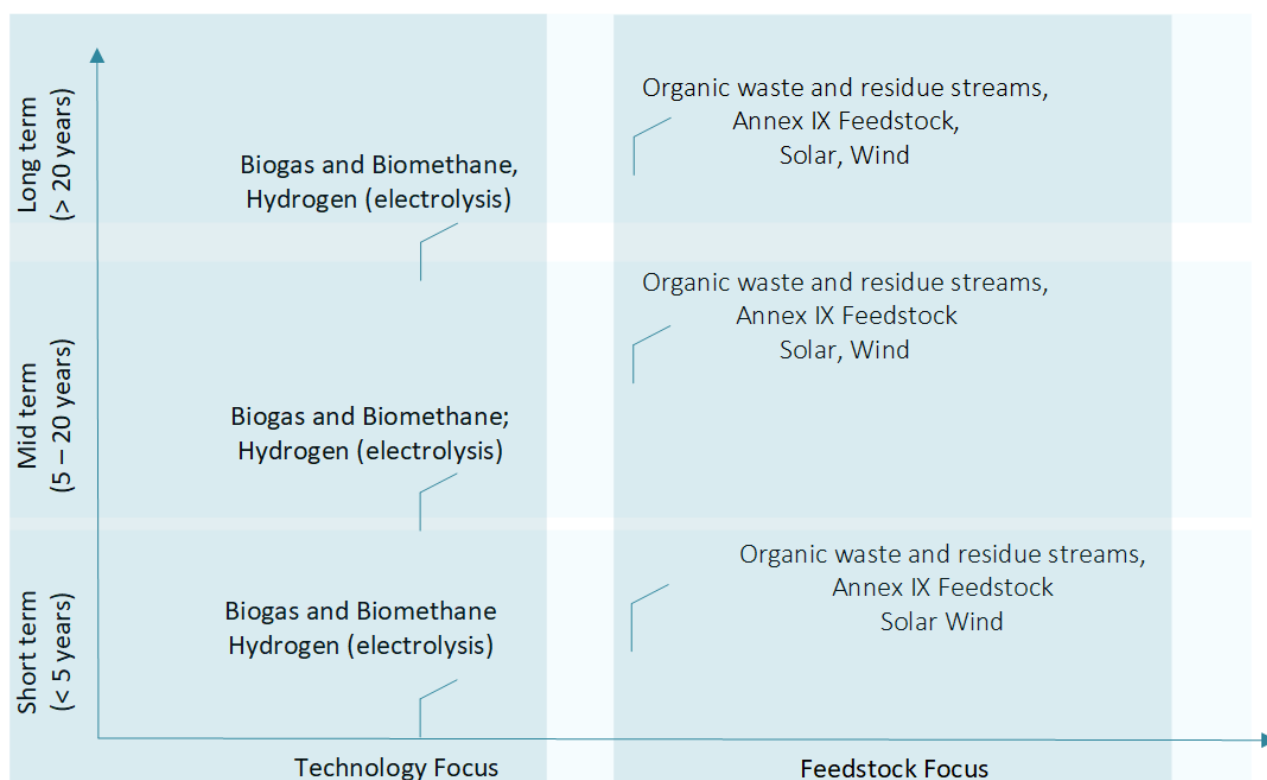 Long term
(> 20 years)
Biogas and Biomethane,
Hydrogen (electrolysis)
Organic waste and residue streams,
Annex IX Feedstock,
Solar, Wind
Mid term
(5 – 20 years)
Biogas and Biomethane;
Hydrogen (electrolysis)
Organic waste and residue streams,
Annex IX Feedstock
Solar, Wind
Short term
(< 5 years)
Biogas and Biomethane
Hydrogen (electrolysis)
Organic waste and residue streams,
Annex IX Feedstock
Solar Wind
Technology Focus
Feedstock Focus